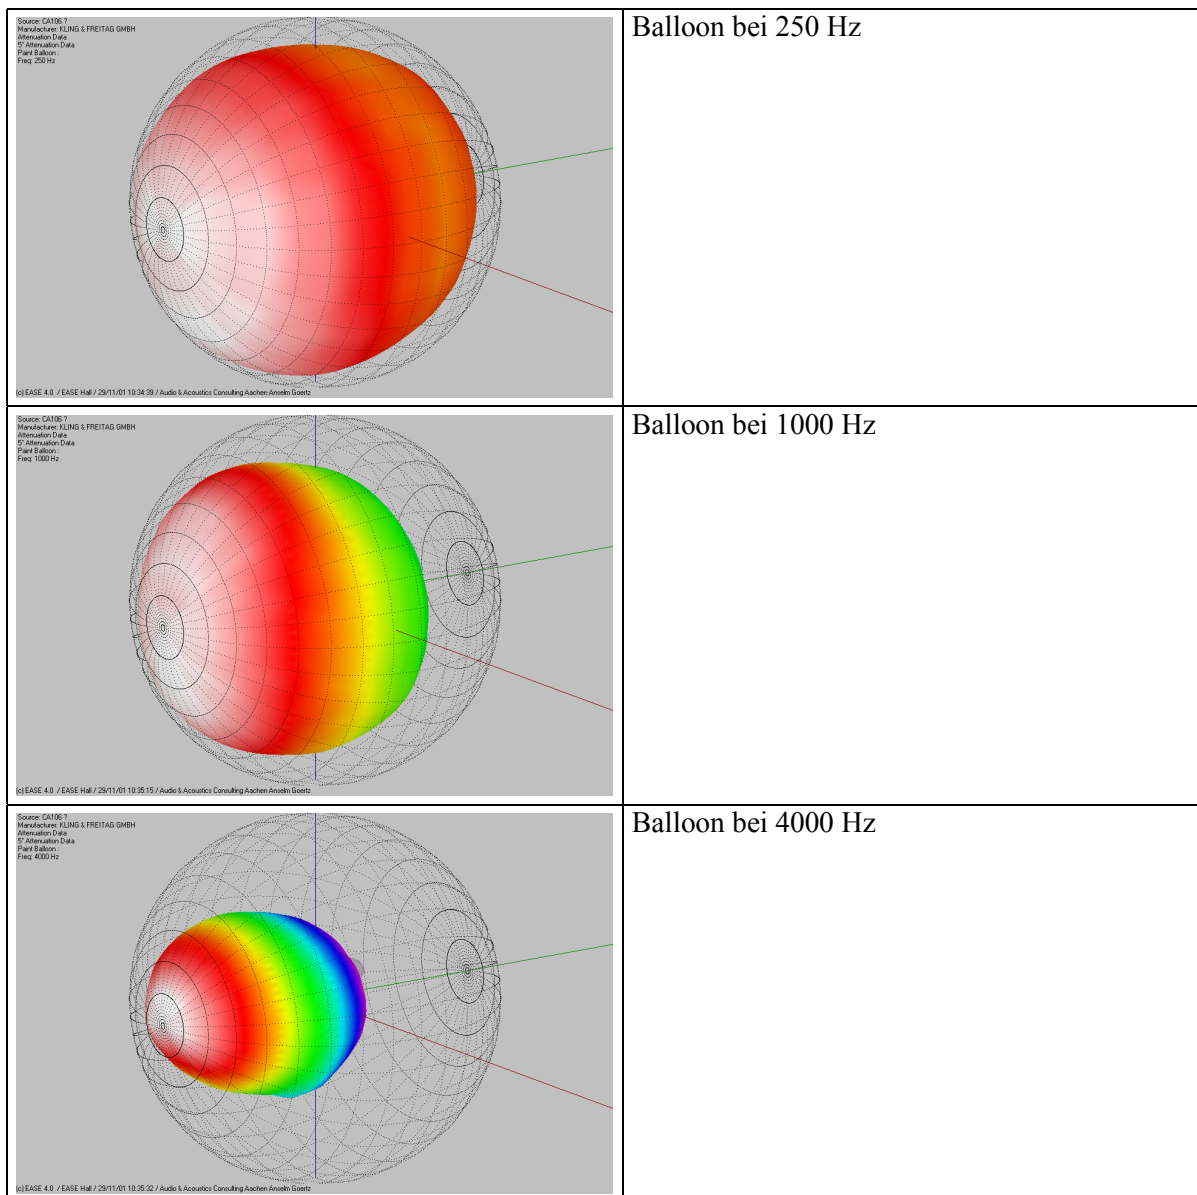 Source: CA106 ?
Manufacturer: KLING & FREITAG GMBH
Attenuation Data
5° Attenuation Data
Paint Balloon :
Freq: 250 Hz
(c) EASE 4.0 / EASE Hall / 29/11/01 10:34:39 / Audio & Acoustics Consulting Aachen Anselm Goertz
Balloon bei 250 Hz
Source: CA106 ?
Manufacturer: KLING & FREITAG GMBH
Attenuation Data
5° Attenuation Data
Paint Balloon :
Freq: 1000 Hz
(c) EASE 4.0 / EASE Hall / 29/11/01 10:35:15 / Audio & Acoustics Consulting Aachen Anselm Goertz
Balloon bei 1000 Hz
Source: CA106 ?
Manufacturer: KLING & FREITAG GMBH
Attenuation Data
5° Attenuation Data
Paint Balloon :
Freq: 4000 Hz
(c) EASE 4.0 / EASE Hall / 29/11/01 10:35:32 / Audio & Acoustics Consulting Aachen Anselm Goertz
Balloon bei 4000 Hz